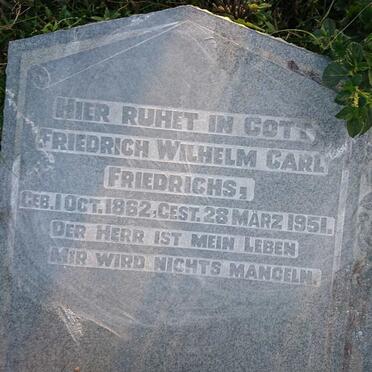 HIER RUHET IN GOTT,
FRIEDRICH WILHELM CARL
FRIEDRICHS,
GEB. 1 OCT. 1862, GEST. 28 MÄRZ 1951.
DER HERR IST MEIN LEBEN
MIR WIRD NICHTS MANGELN.